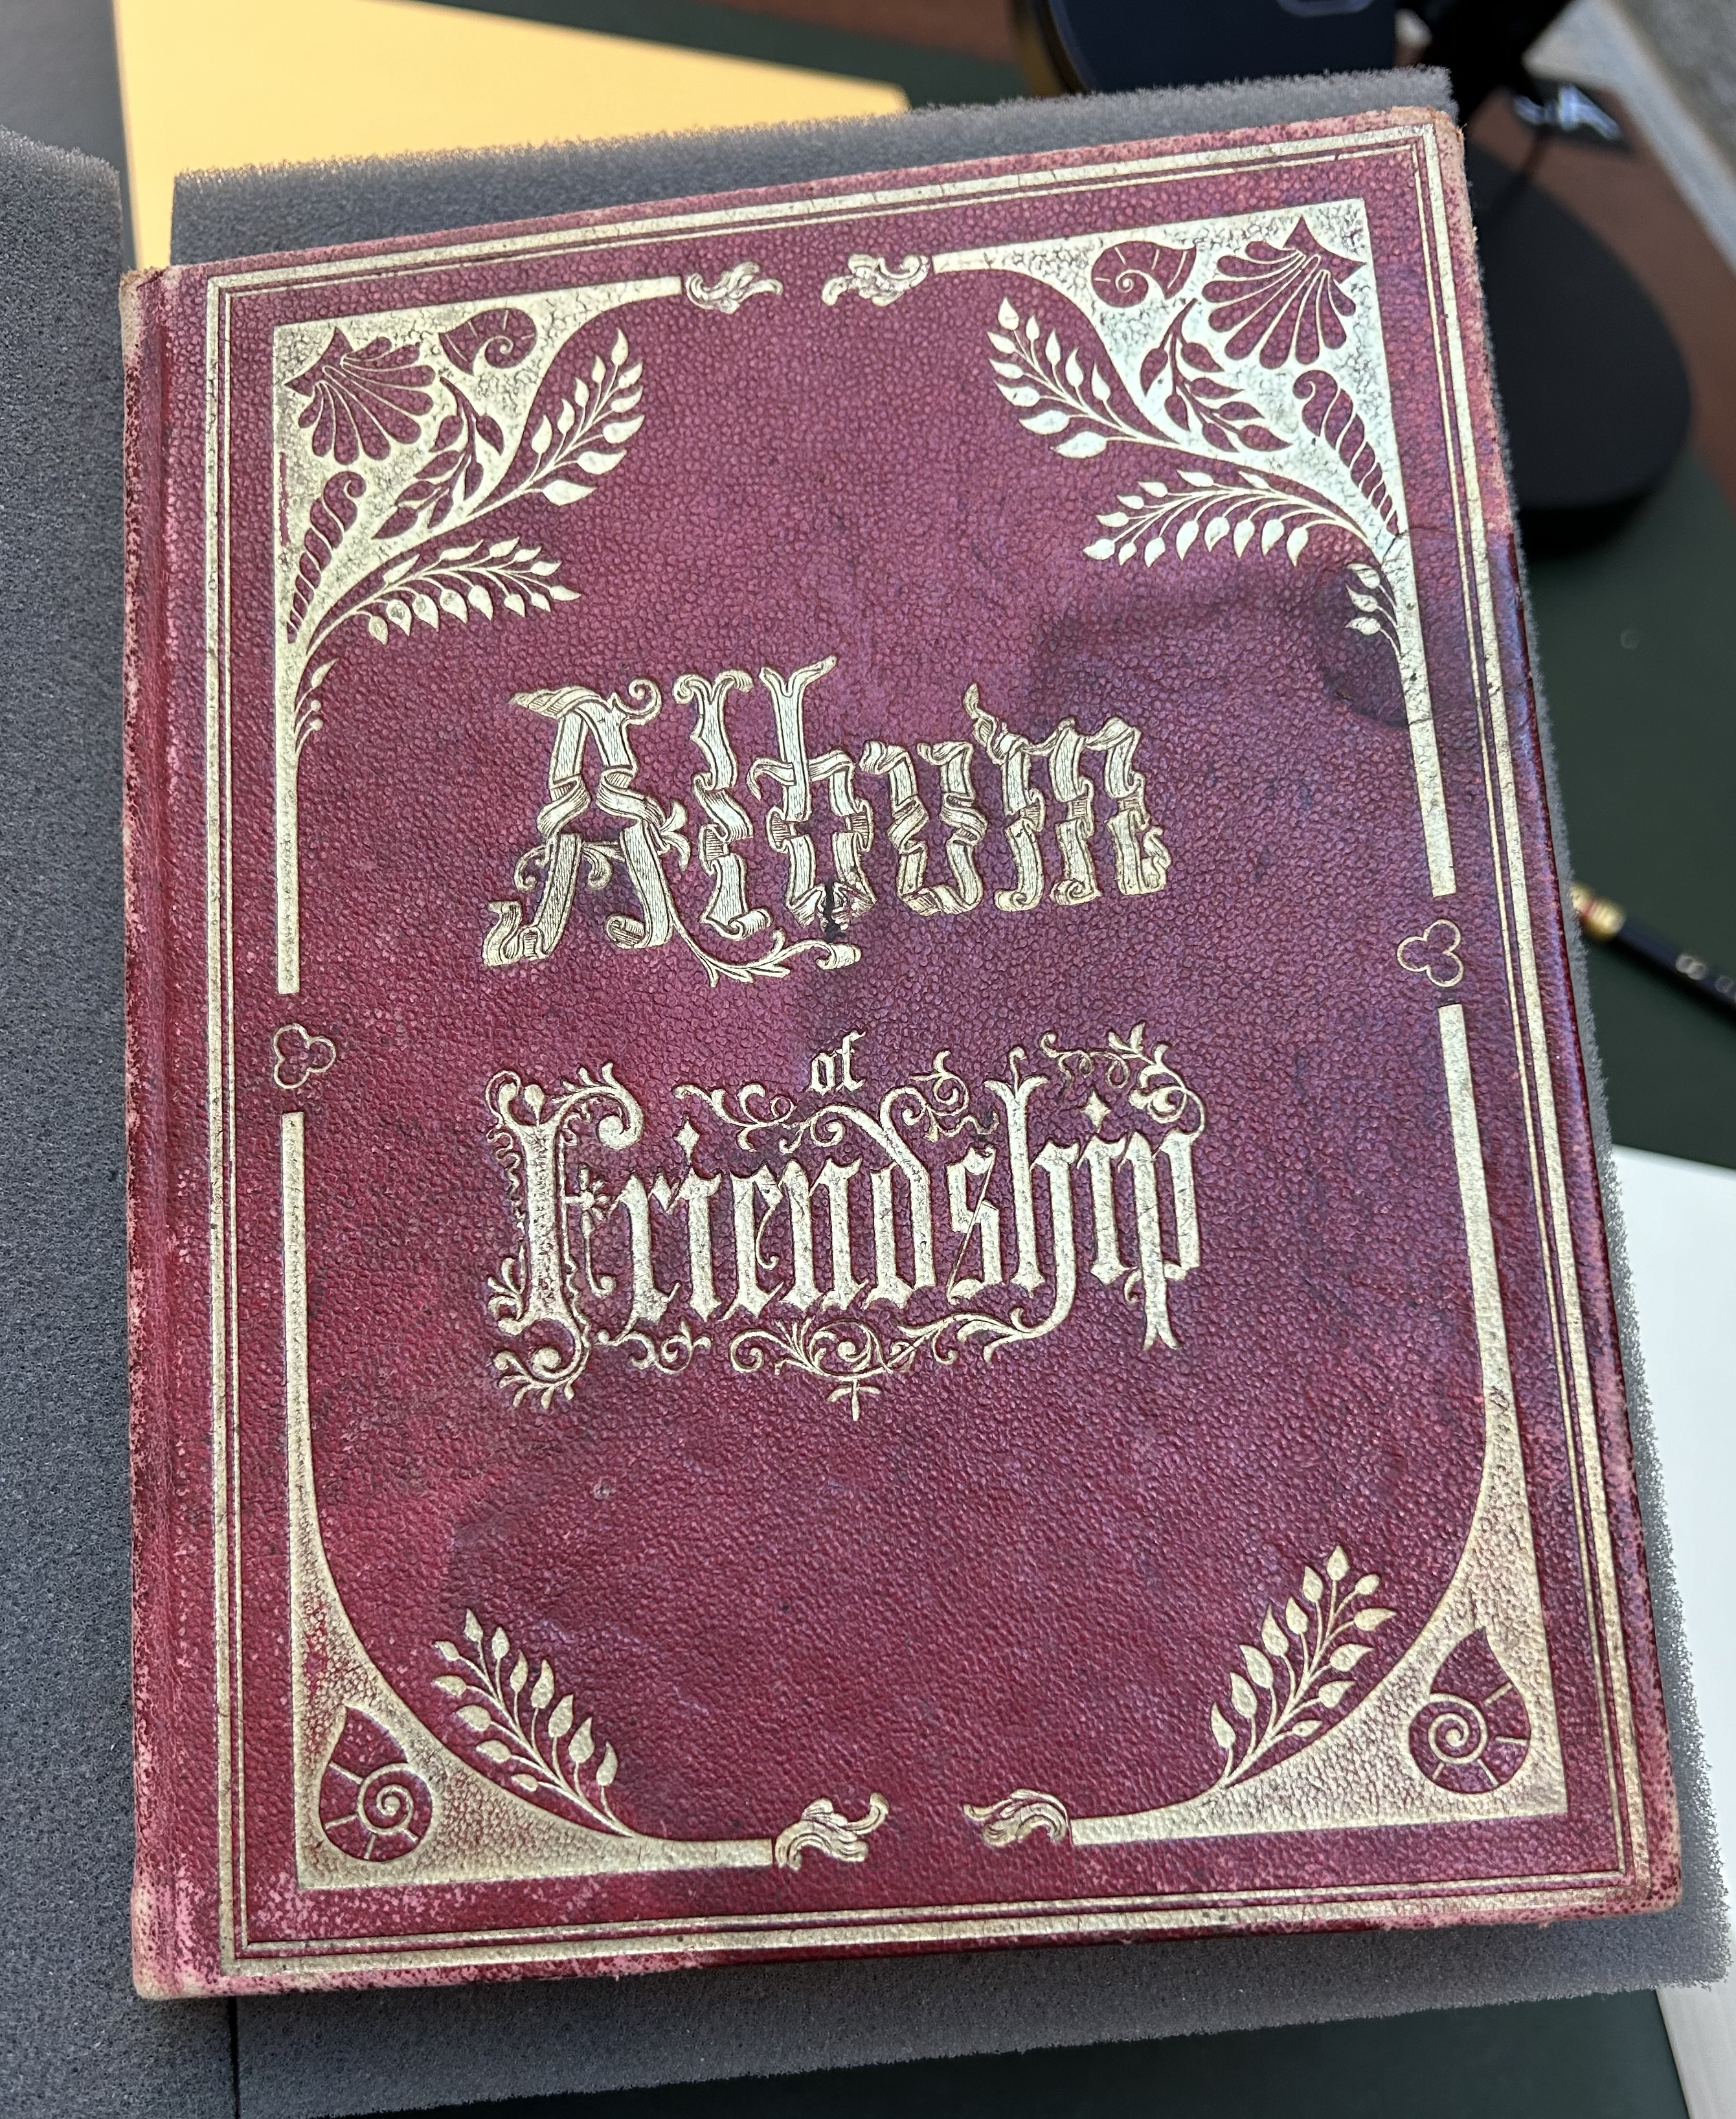 Album
of
Friendship